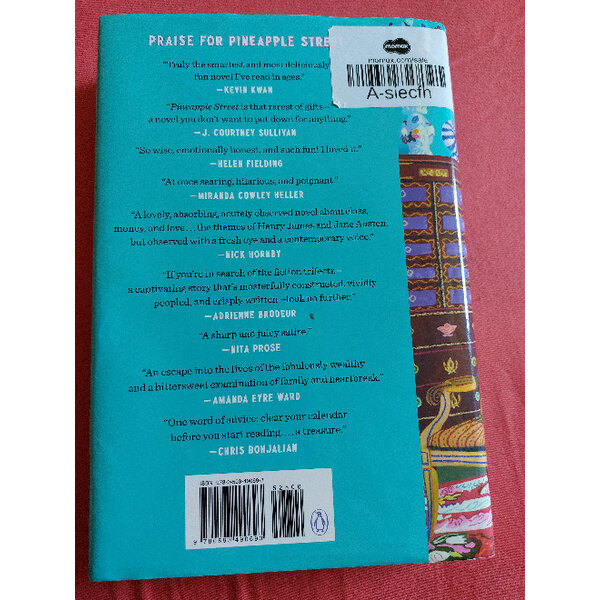 PRAISE FOR PINEAPPLE STREET
momox
momox.com/sale
A-siecfn
"Truly the smartest, and most deliciously
fun novel I've read in ages."
—KEVIN KWAN
"Pineapple Street is that rarest of gifts—
a novel you don't want to put down for anything."
—J. COURTNEY SULLIVAN
"So wise, emotionally honest, and such fun! I loved it."
—HELEN FIELDING
"At once searing, hilarious, and poignant."
—MIRANDA COWLEY HELLER
"A lovely, absorbing, acutely observed novel about class,
money, and love . . . the themes of Henry James and Jane Austen,
but observed with a fresh eye and a contemporary voice."
—NICK HORNBY
"If you're in search of the fiction trifecta—
a captivating story that's masterfully constructed, vividly
peopled, and crisply written—look no further."
—ADRIENNE BRODEUR
"A sharp and juicy satire."
—NITA PROSE
"An escape into the lives of the fabulously wealthy
and a bittersweet examination of family and heartbreak."
—AMANDA EYRE WARD
"One word of advice: clear your calendar
before you start reading. . . . a treasure."
—CHRIS BOHJALIAN
ISBN